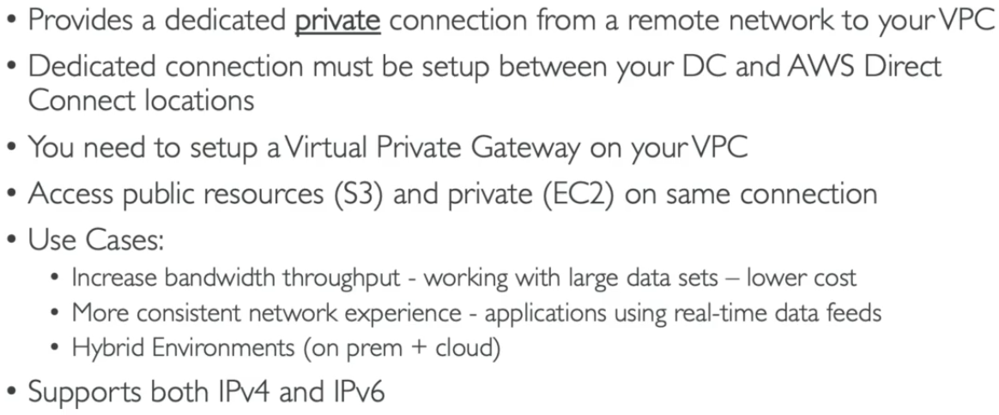 • Provides a dedicated private connection from a remote network to your VPC
• Dedicated connection must be setup between your DC and AWS Direct
Connect locations
• You need to setup a Virtual Private Gateway on your VPC
• Access public resources (S3) and private (EC2) on same connection
• Use Cases:
• Increase bandwidth throughput - working with large data sets – lower cost
• More consistent network experience - applications using real-time data feeds
• Hybrid Environments (on prem + cloud)
• Supports both IPv4 and IPv6